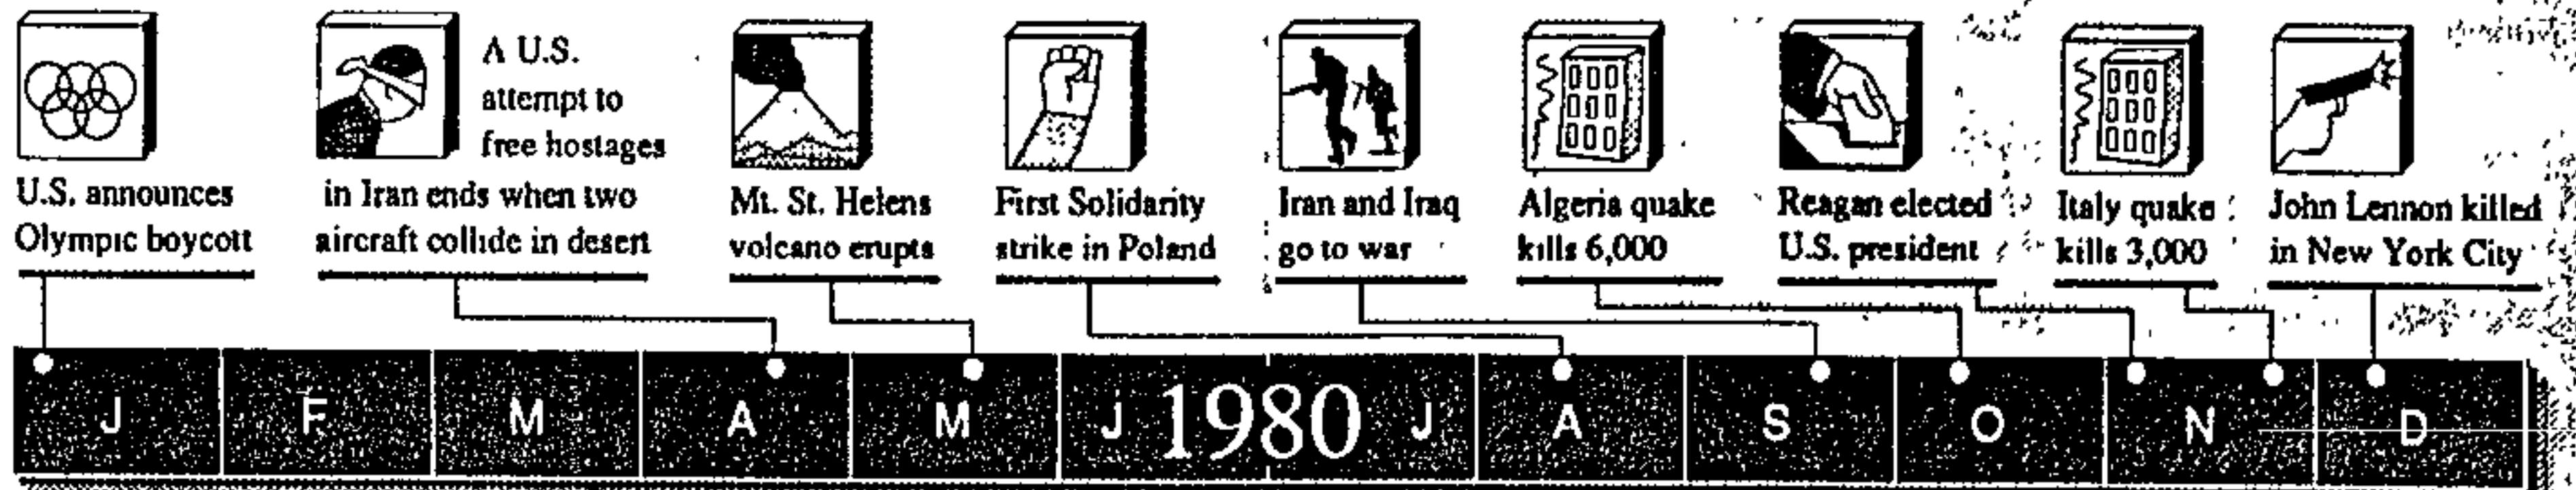 U.S. announces
Olympic boycott
A U.S.
attempt to
free hostages
in Iran ends when two
aircraft collide in desert
Mt. St. Helens
volcano erupts
First Solidarity
strike in Poland
Iran and Iraq
go to war
Algeria quake
kills 6,000
Reagan elected
U.S. president
Italy quake
kills 3,000
John Lennon killed
in New York City
J F M A M J 1980 J A S O N D